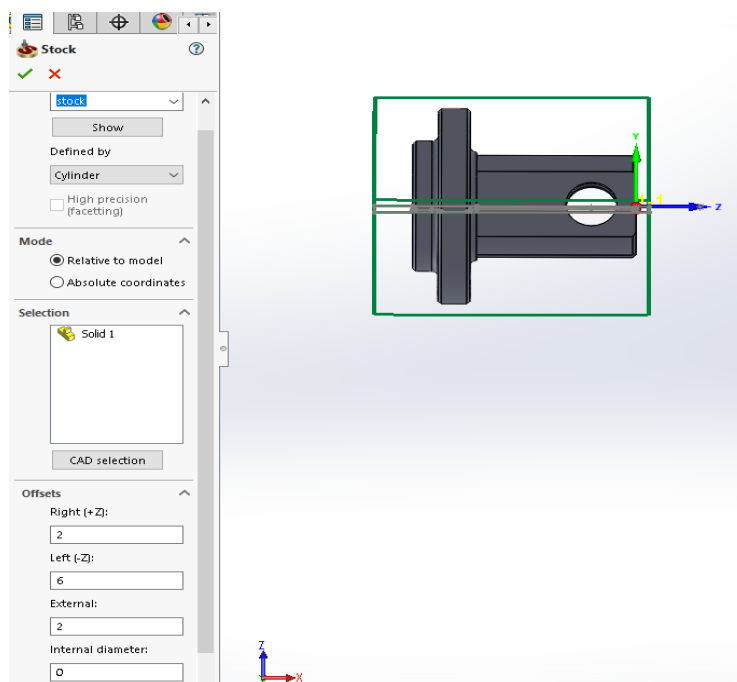 Stock
stock
Show
Defined by
Cylinder
High precision
(facetting)
Mode
Relative to model
Absolute coordinates
Selection
Solid 1
CAD selection
Offsets
Right (+Z):
2
Left (-Z):
6
External:
2
Internal diameter:
0
Y
Z
Z
X